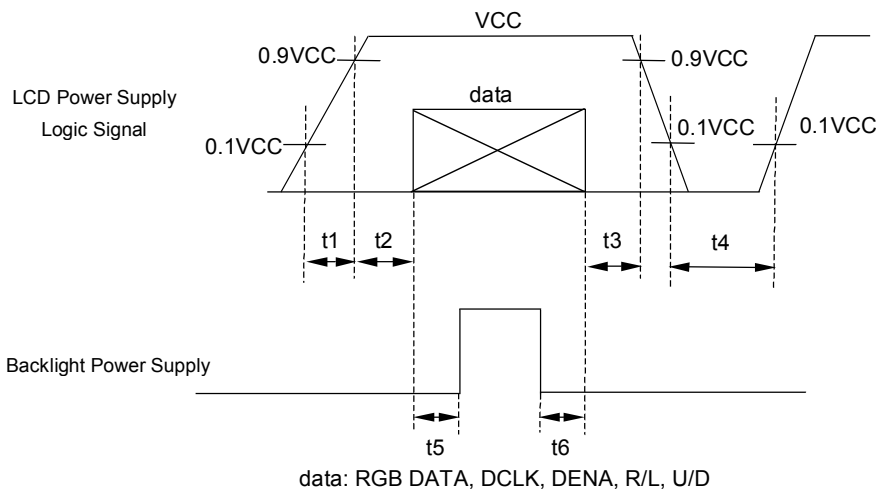 VCC
0.9VCC
0.9VCC
LCD Power Supply
Logic Signal
data
0.1VCC
0.1VCC
0.1VCC
t1
t2
t3
t4
Backlight Power Supply
t5
t6
data: RGB DATA, DCLK, DENA, R/L, U/D